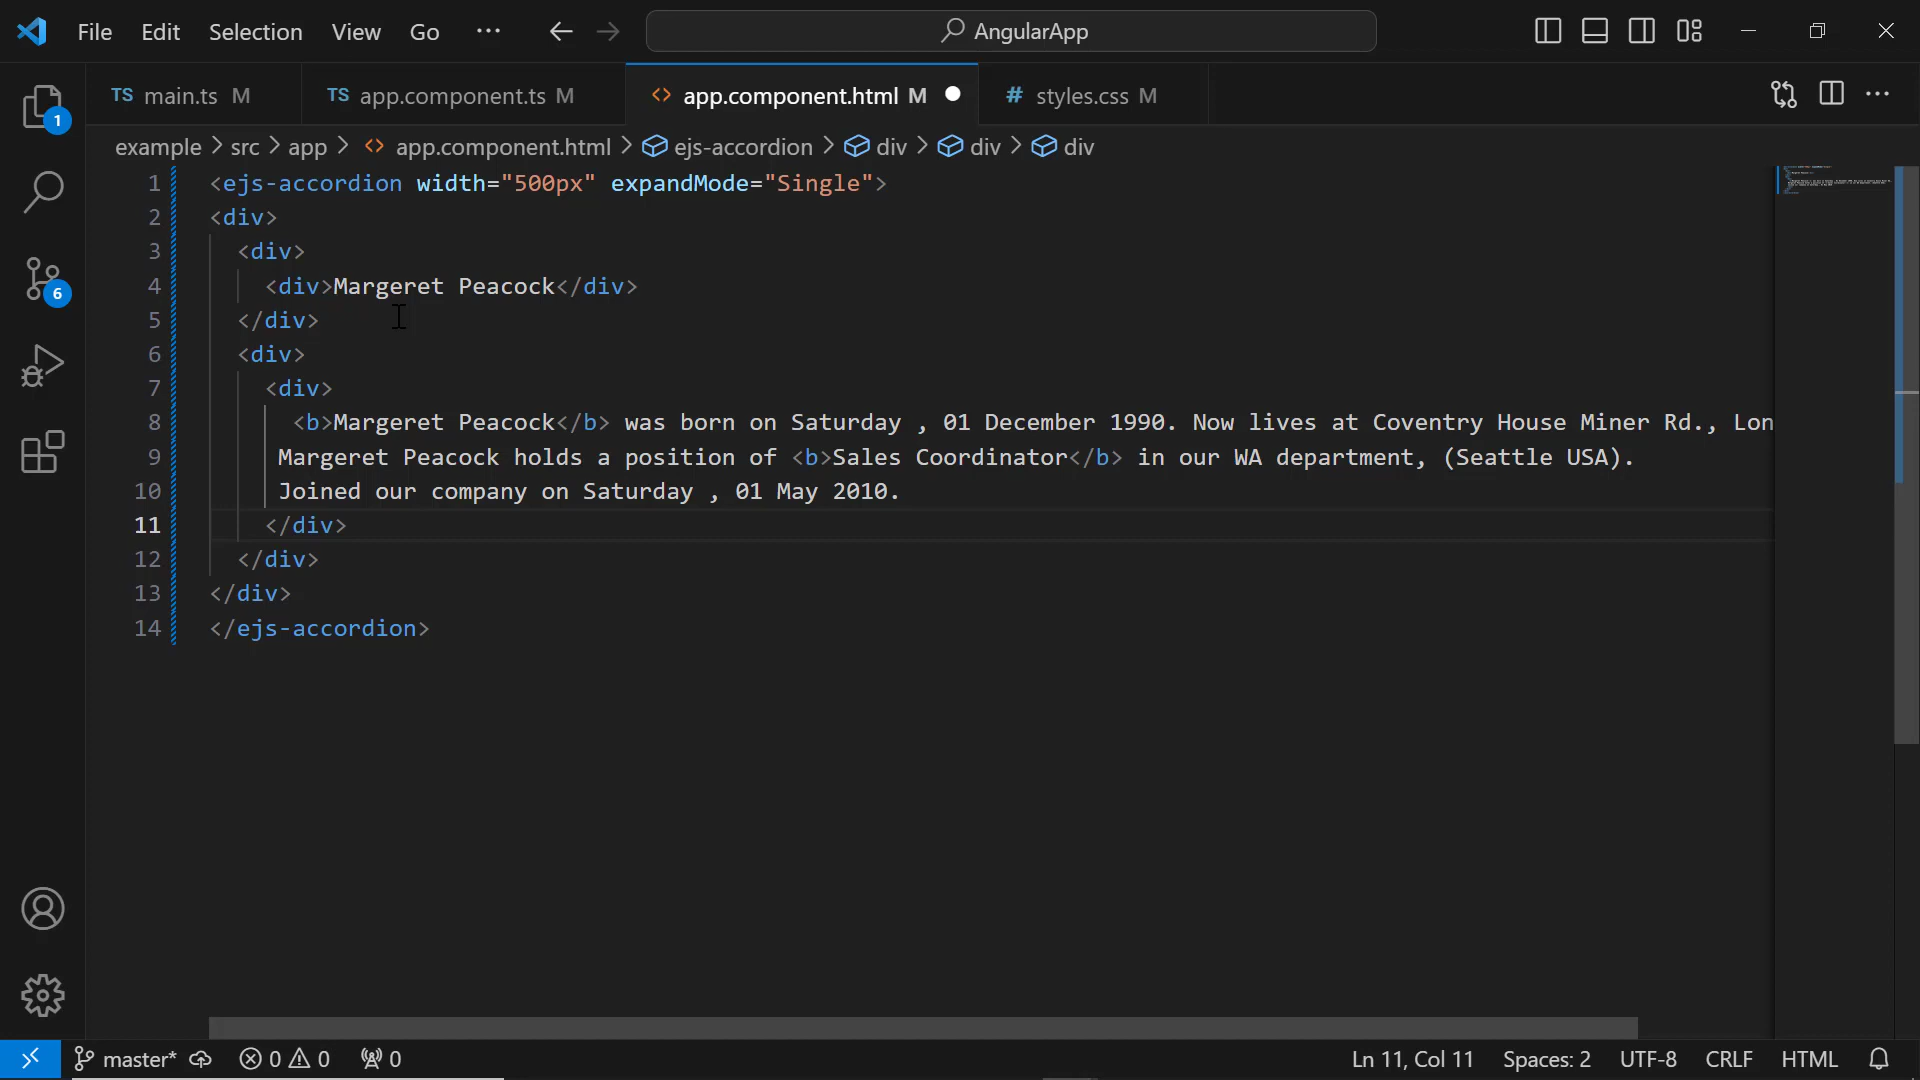 File Edit Selection View Go ··· AngularApp
TS main.ts M TS app.component.ts M <> app.component.html M # styles.css M
example > src > app > <> app.component.html > ejs-accordion > div > div > div
1 <ejs-accordion width="500px" expandMode="Single">
2 <div>
3 <div>
4 <div>Margeret Peacock</div>
5 </div>
6 <div>
7 <div>
8 <b>Margeret Peacock</b> was born on Saturday , 01 December 1990. Now lives at Coventry House Miner Rd., Lon
9 Margeret Peacock holds a position of <b>Sales Coordinator</b> in our WA department, (Seattle USA).
10 Joined our company on Saturday , 01 May 2010.
11 </div>
12 </div>
13 </div>
14 </ejs-accordion>
1
6
master* 0 0 0 Ln 11, Col 11 Spaces: 2 UTF-8 CRLF HTML